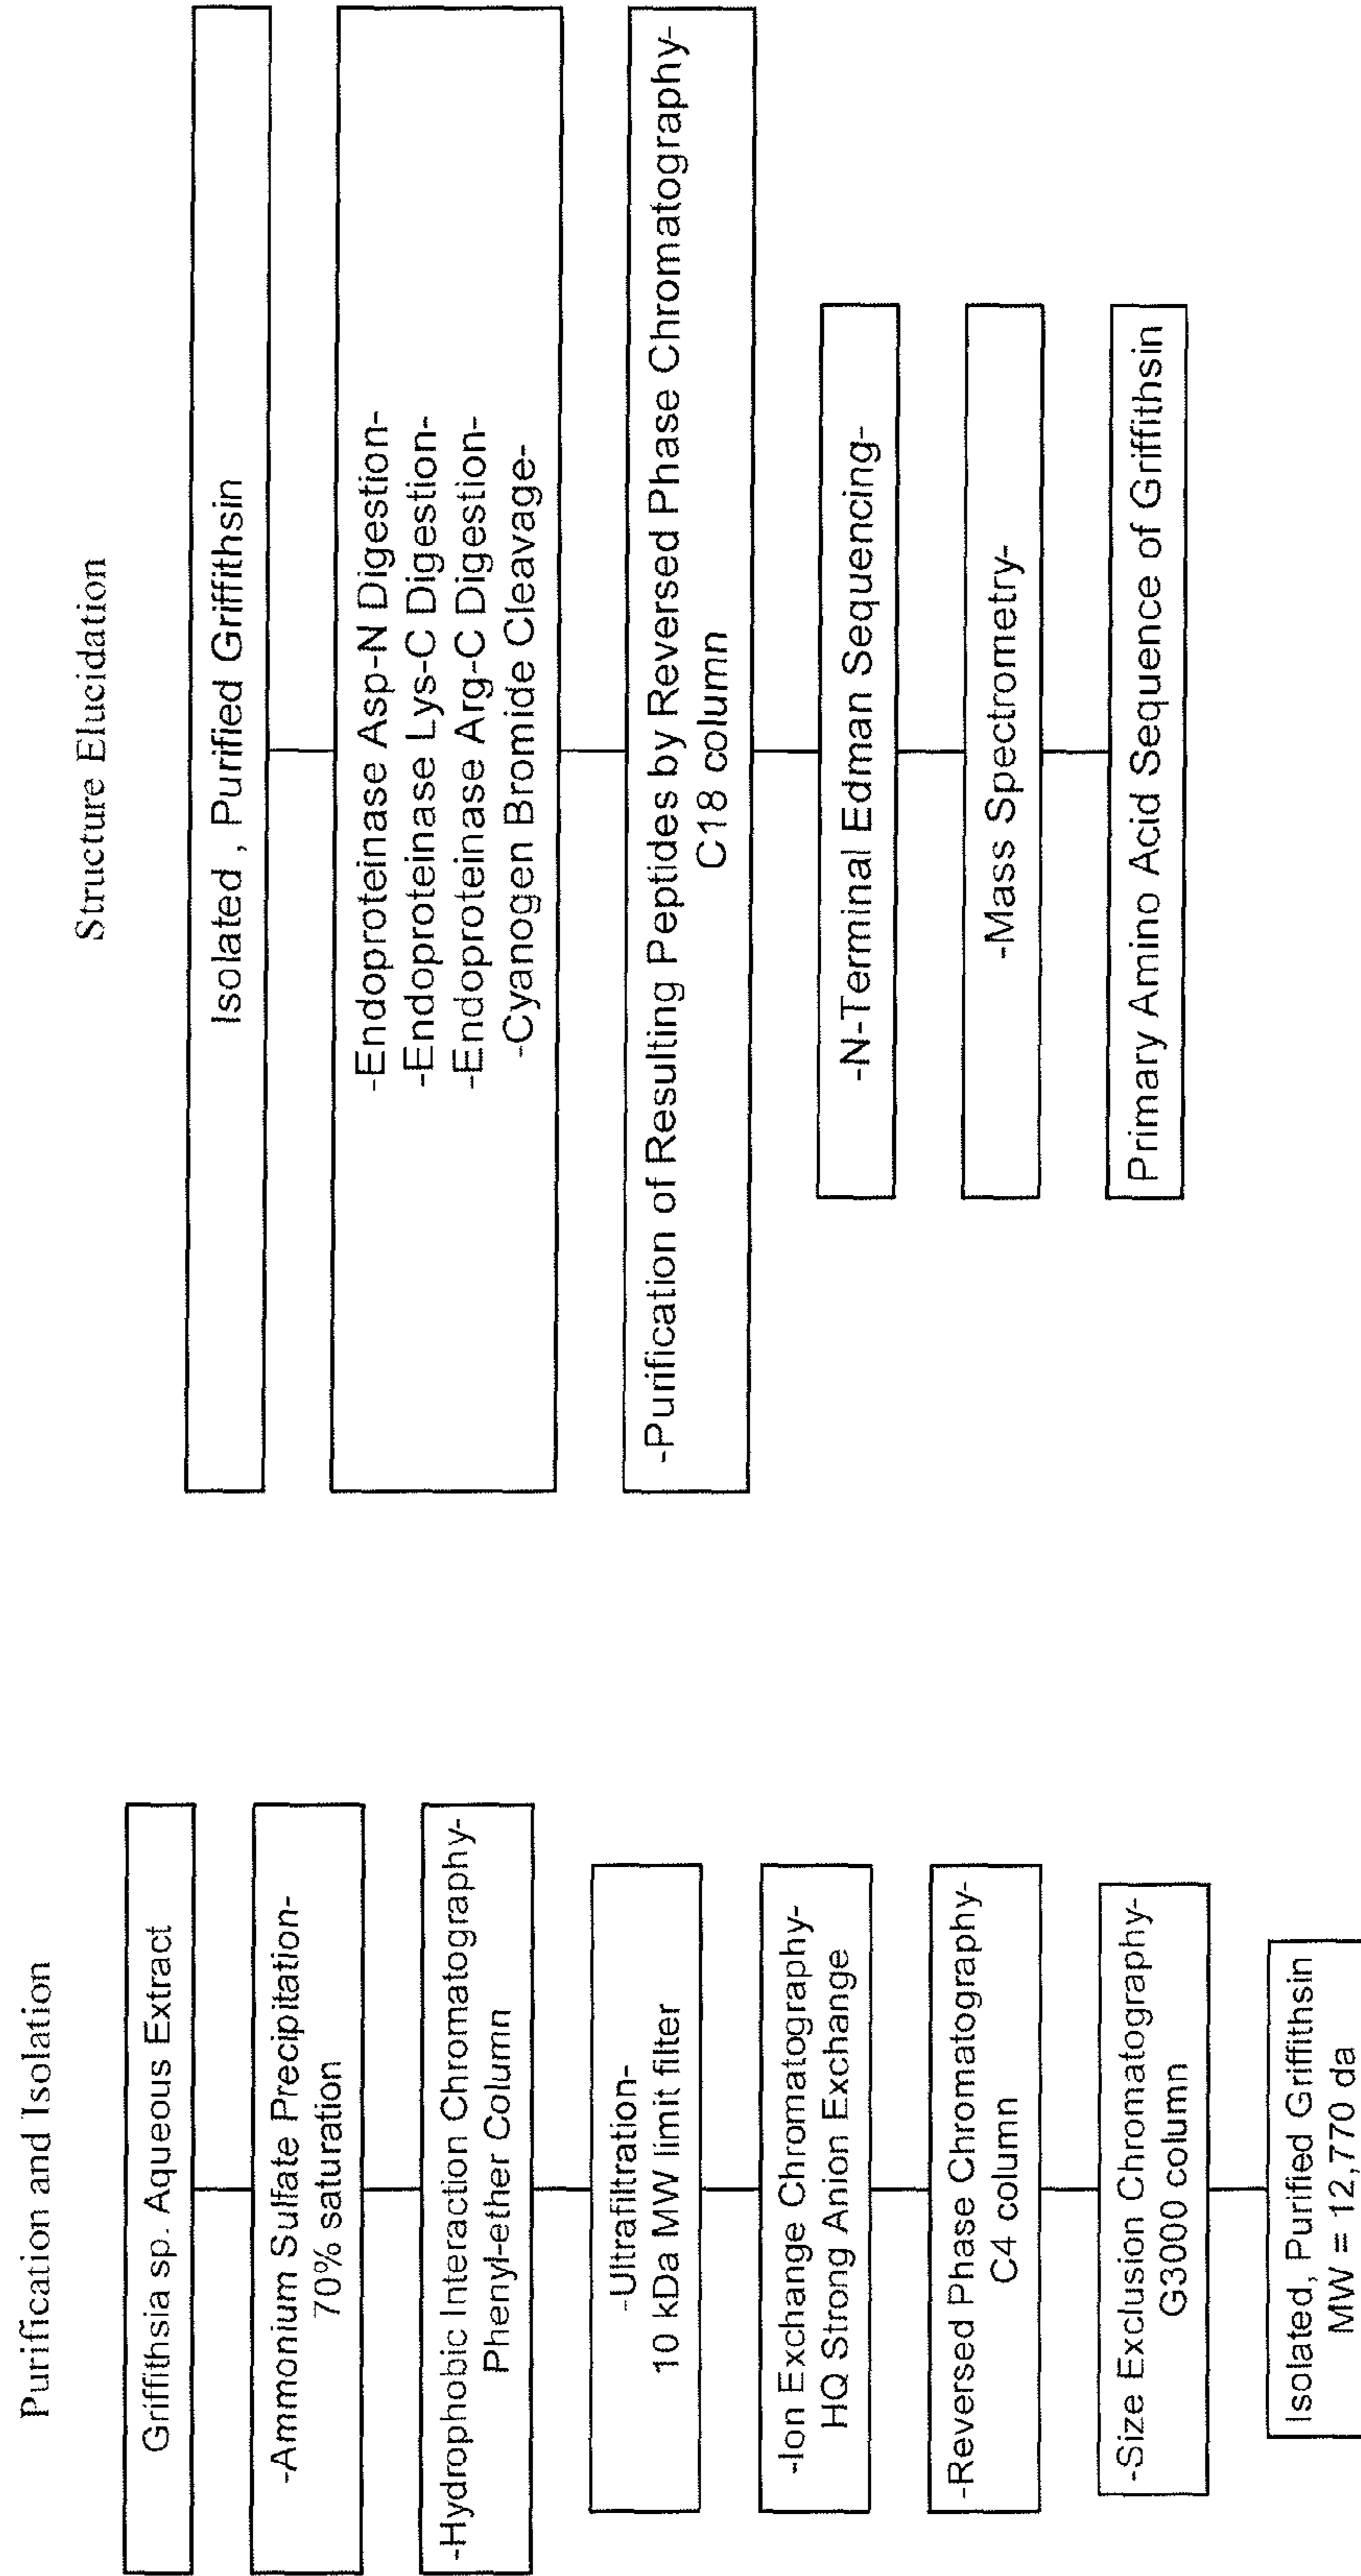 Purification and Isolation
Griffithsia sp. Aqueous Extract
-Ammonium Sulfate Precipitation-
70% saturation
-Hydrophobic Interaction Chromatography-
Phenyl-ether Column
-Ultrafiltration-
10 kDa MW limit filter
-Ion Exchange Chromatography-
HQ Strong Anion Exchange
-Reversed Phase Chromatography-
C4 column
-Size Exclusion Chromatography-
G3000 column
Isolated, Purified Griffithsin
MW = 12,770 da
Structure Elucidation
Isolated , Purified Griffithsin
-Endoproteinase Asp-N Digestion-
-Endoproteinase Lys-C Digestion-
-Endoproteinase Arg-C Digestion-
-Cyanogen Bromide Cleavage-
-Purification of Resulting Peptides by Reversed Phase Chromatography-
C18 column
-N-Terminal Edman Sequencing-
-Mass Spectrometry-
Primary Amino Acid Sequence of Griffithsin